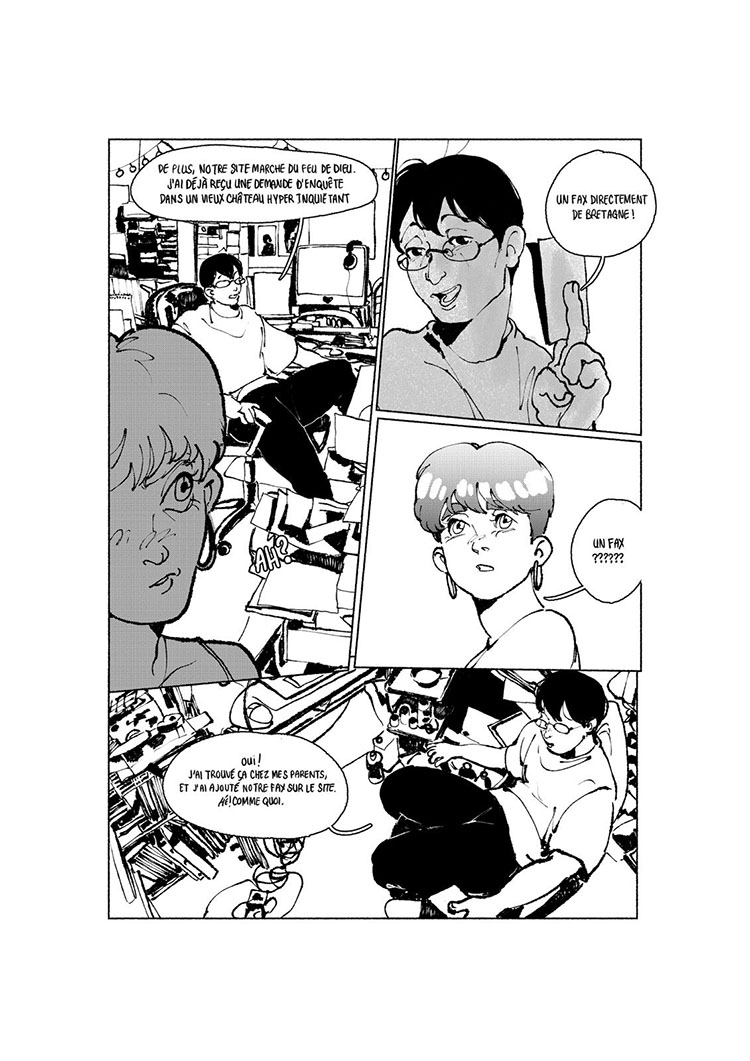 DE PLUS, NOTRE SITE MARCHE DU FEU DE DIEU.
J'AI DÉJÀ REÇU UNE DEMANDE D'ENQUÊTE
DANS UN VIEUX CHÂTEAU HYPER INQUIÉTANT
UN FAX DIRECTEMENT
DE BRETAGNE !
AH ?
UN FAX
??????
OUI !
J'AI TROUVÉ ÇA CHEZ MES PARENTS,
ET J'AI AJOUTÉ NOTRE FAX SUR LE SITE.
HÉ! COMME QUOI.